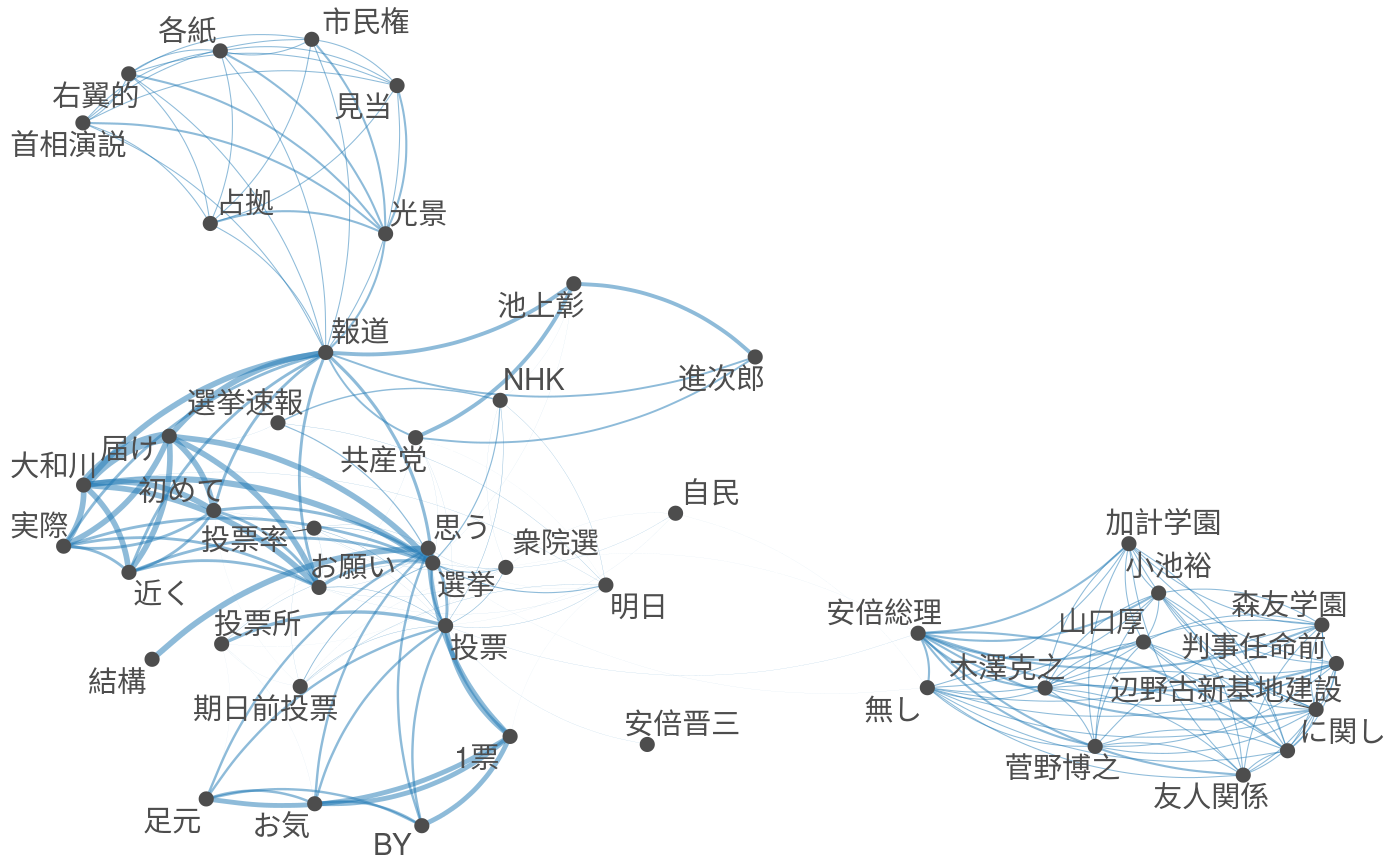 市民権
各紙
右翼的
見当
首相演説
占拠
光景
池上彰
報道
進次郎
NHK
選挙速報
届け
共産党
大和川
初めて
自民
実際
思う
投票率
衆院選
加計学園
お願い
小池裕
選挙
近く
明日
森友学園
安倍総理
投票所
山口厚
判事任命前
投票
木澤克之
結構
辺野古新基地建設
期日前投票
無し
安倍晋三
に関し
1票
菅野博之
友人関係
足元
お気
BY